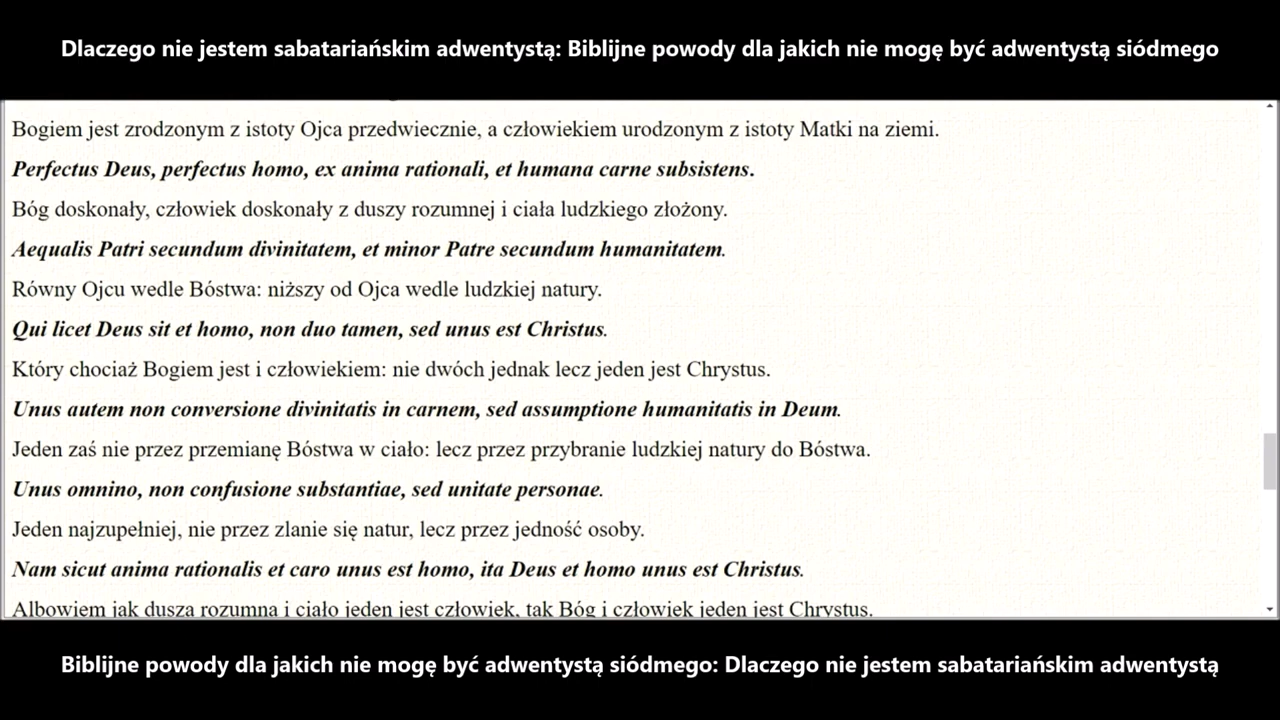 Dlaczego nie jestem sabatariańskim adwentystą: Biblijne powody dla jakich nie mogę być adwentystą siódmego
Bogiem jest zrodzonym z istoty Ojca przedwiecznie, a człowiekiem urodzonym z istoty Matki na ziemi.
Perfectus Deus, perfectus homo, ex anima rationali, et humana carne subsistens.
Bóg doskonały, człowiek doskonały z duszy rozumnej i ciała ludzkiego złożony.
Aequalis Patri secundum divinitatem, et minor Patre secundum humanitatem.
Równy Ojcu wedle Bóstwa: niższy od Ojca wedle ludzkiej natury.
Qui licet Deus sit et homo, non duo tamen, sed unus est Christus.
Który chociaż Bogiem jest i człowiekiem: nie dwóch jednak lecz jeden jest Chrystus.
Unus autem non conversione divinitatis in carnem, sed assumptione humanitatis in Deum.
Jeden zaś nie przez przemianę Bóstwa w ciało: lecz przez przybranie ludzkiej natury do Bóstwa.
Unus omnino, non confusione substantiae, sed unitate personae.
Jeden najzupełniej, nie przez zlanie się natur, lecz przez jedność osoby.
Nam sicut anima rationalis et caro unus est homo, ita Deus et homo unus est Christus.
Albowiem jak dusza rozumna i ciało jeden jest człowiek, tak Bóg i człowiek jeden jest Chrystus.
Biblijne powody dla jakich nie mogę być adwentystą siódmego: Dlaczego nie jestem sabatariańskim adwentystą